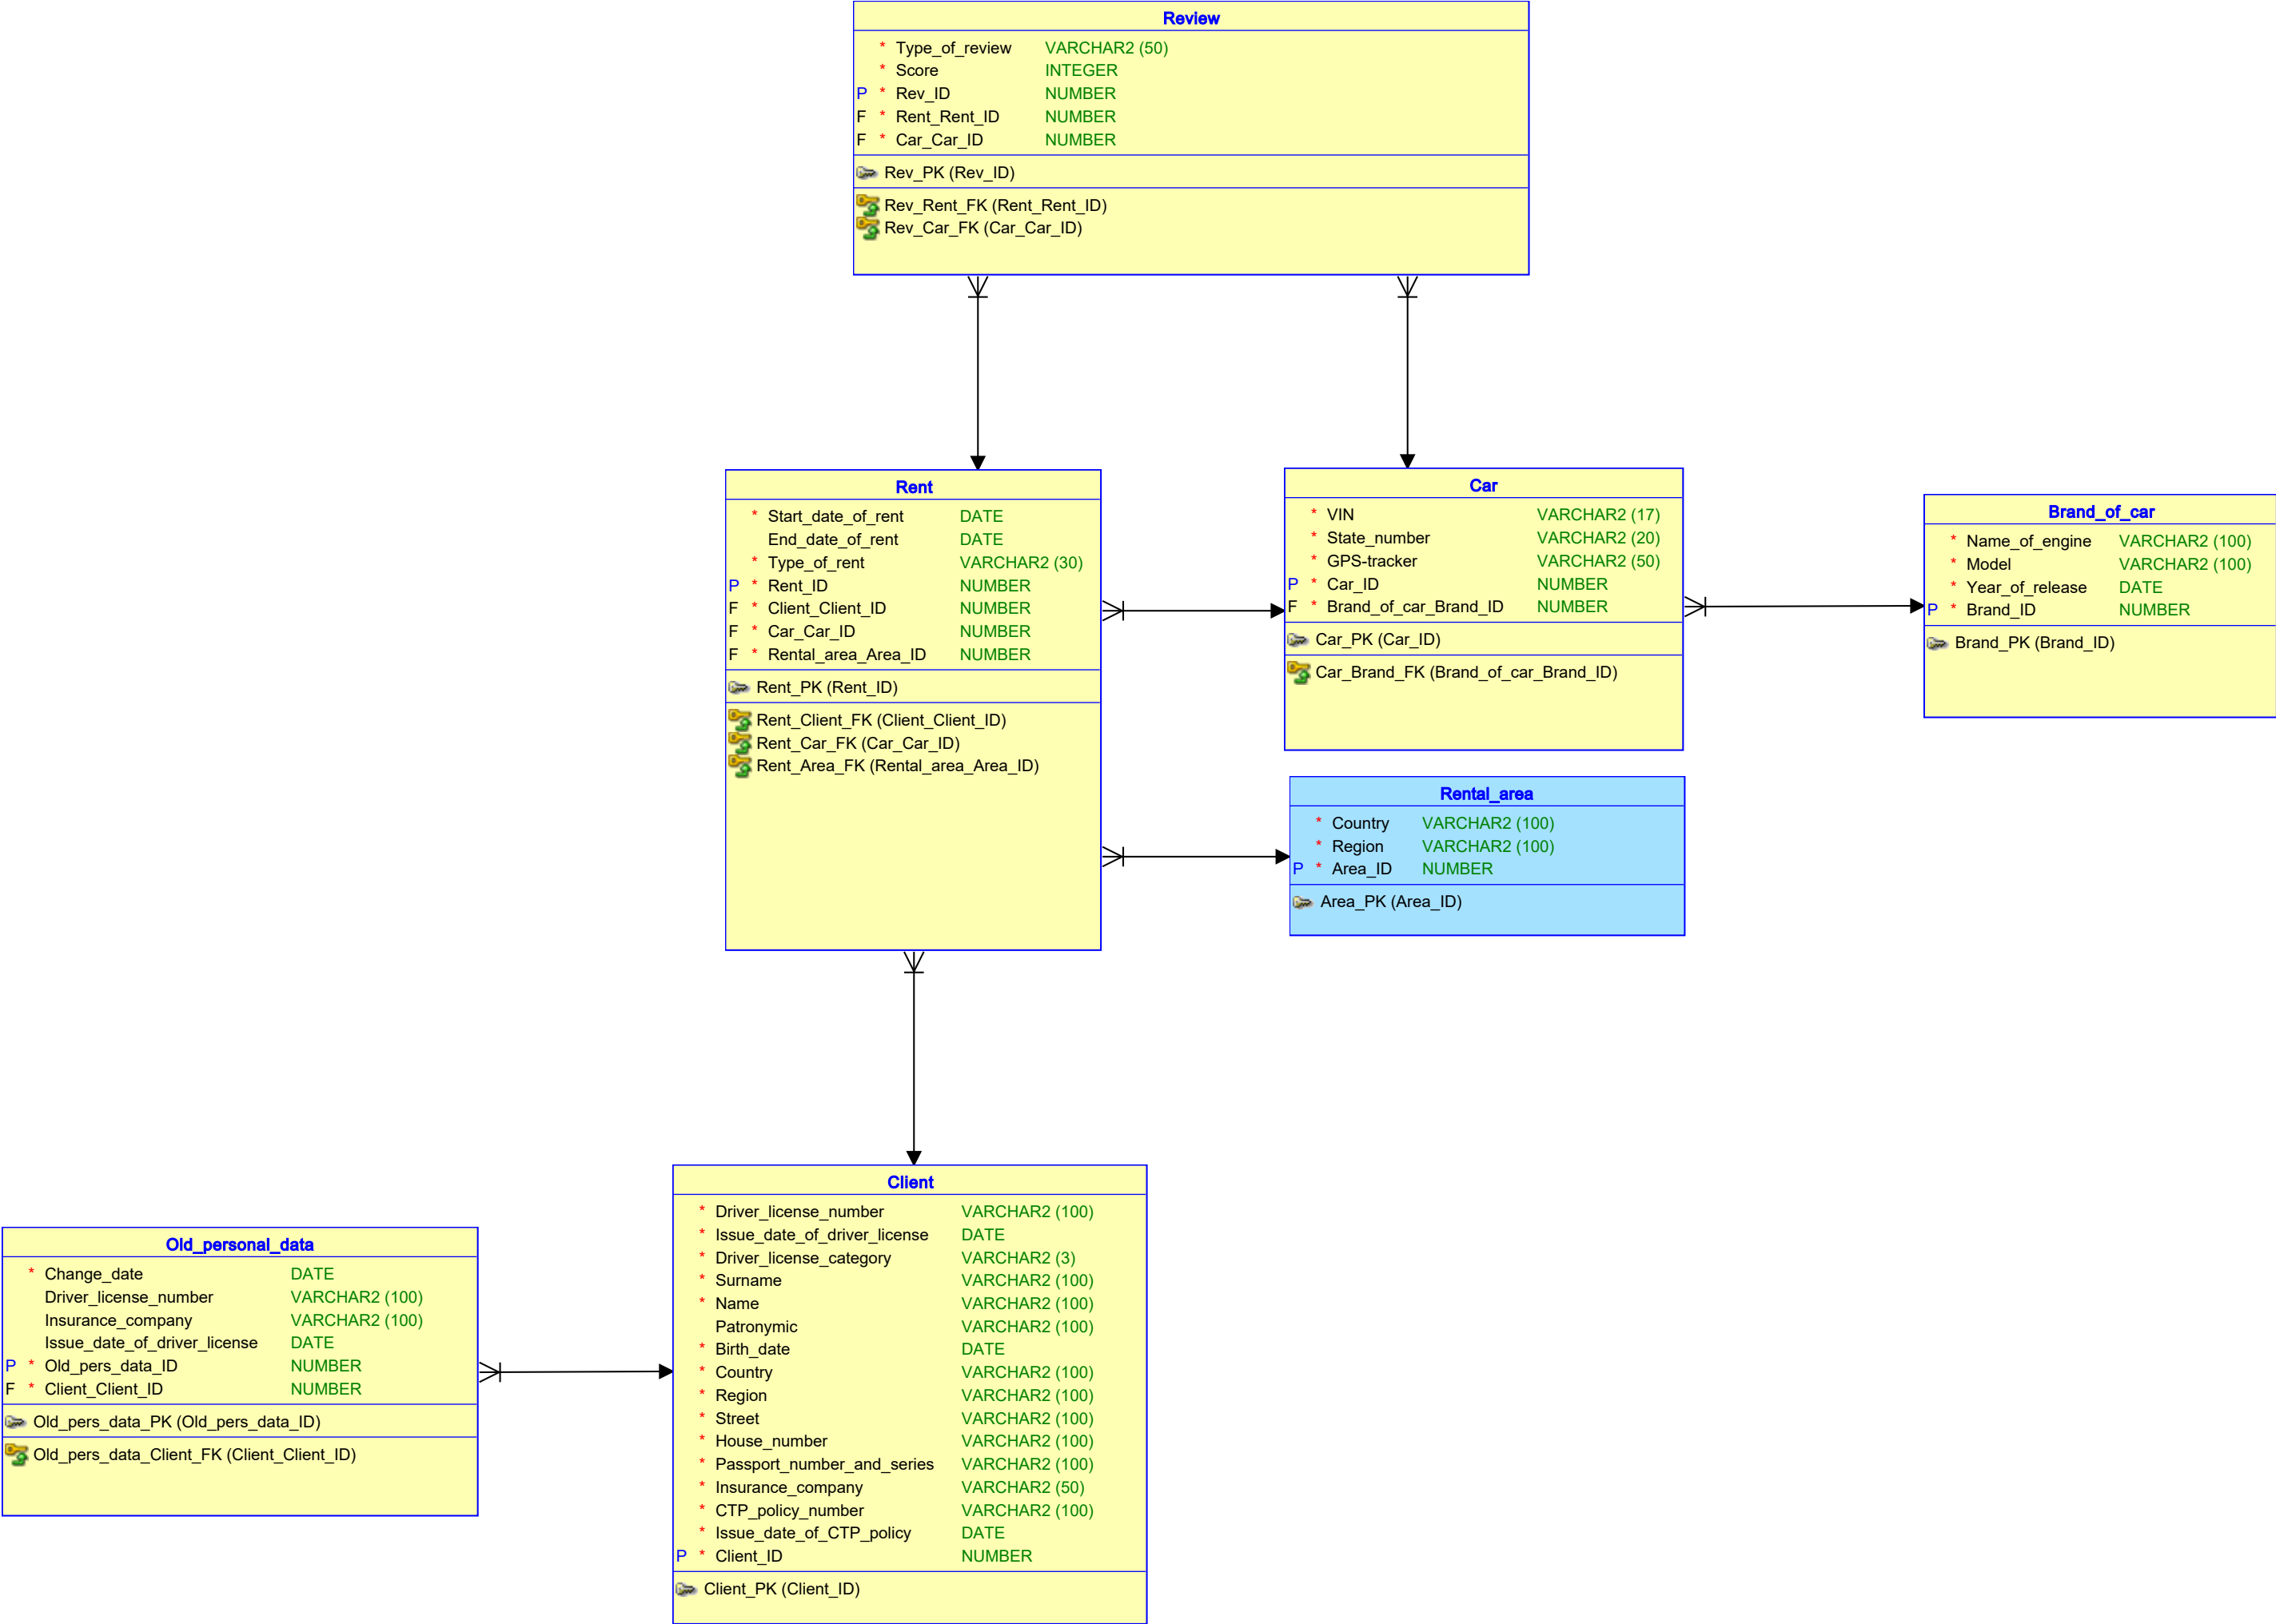 Review
* Type_of_review VARCHAR2 (50)
* Score INTEGER
P * Rev_ID NUMBER
F * Rent_Rent_ID NUMBER
F * Car_Car_ID NUMBER
Rev_PK (Rev_ID)
Rev_Rent_FK (Rent_Rent_ID)
Rev_Car_FK (Car_Car_ID)
Rent
* Start_date_of_rent DATE
End_date_of_rent DATE
* Type_of_rent VARCHAR2 (30)
P * Rent_ID NUMBER
F * Client_Client_ID NUMBER
F * Car_Car_ID NUMBER
F * Rental_area_Area_ID NUMBER
Rent_PK (Rent_ID)
Rent_Client_FK (Client_Client_ID)
Rent_Car_FK (Car_Car_ID)
Rent_Area_FK (Rental_area_Area_ID)
Car
* VIN VARCHAR2 (17)
* State_number VARCHAR2 (20)
* GPS-tracker VARCHAR2 (50)
P * Car_ID NUMBER
F * Brand_of_car_Brand_ID NUMBER
Car_PK (Car_ID)
Car_Brand_FK (Brand_of_car_Brand_ID)
Brand_of_car
* Name_of_engine VARCHAR2 (100)
* Model VARCHAR2 (100)
* Year_of_release DATE
P * Brand_ID NUMBER
Brand_PK (Brand_ID)
Rental_area
* Country VARCHAR2 (100)
* Region VARCHAR2 (100)
P * Area_ID NUMBER
Area_PK (Area_ID)
Old_personal_data
* Change_date DATE
Driver_license_number VARCHAR2 (100)
Insurance_company VARCHAR2 (100)
Issue_date_of_driver_license DATE
P * Old_pers_data_ID NUMBER
F * Client_Client_ID NUMBER
Old_pers_data_PK (Old_pers_data_ID)
Old_pers_data_Client_FK (Client_Client_ID)
Client
* Driver_license_number VARCHAR2 (100)
* Issue_date_of_driver_license DATE
* Driver_license_category VARCHAR2 (3)
* Surname VARCHAR2 (100)
* Name VARCHAR2 (100)
Patronymic VARCHAR2 (100)
* Birth_date DATE
* Country VARCHAR2 (100)
* Region VARCHAR2 (100)
* Street VARCHAR2 (100)
* House_number VARCHAR2 (100)
* Passport_number_and_series VARCHAR2 (100)
* Insurance_company VARCHAR2 (50)
* CTP_policy_number VARCHAR2 (100)
* Issue_date_of_CTP_policy DATE
P * Client_ID NUMBER
Client_PK (Client_ID)